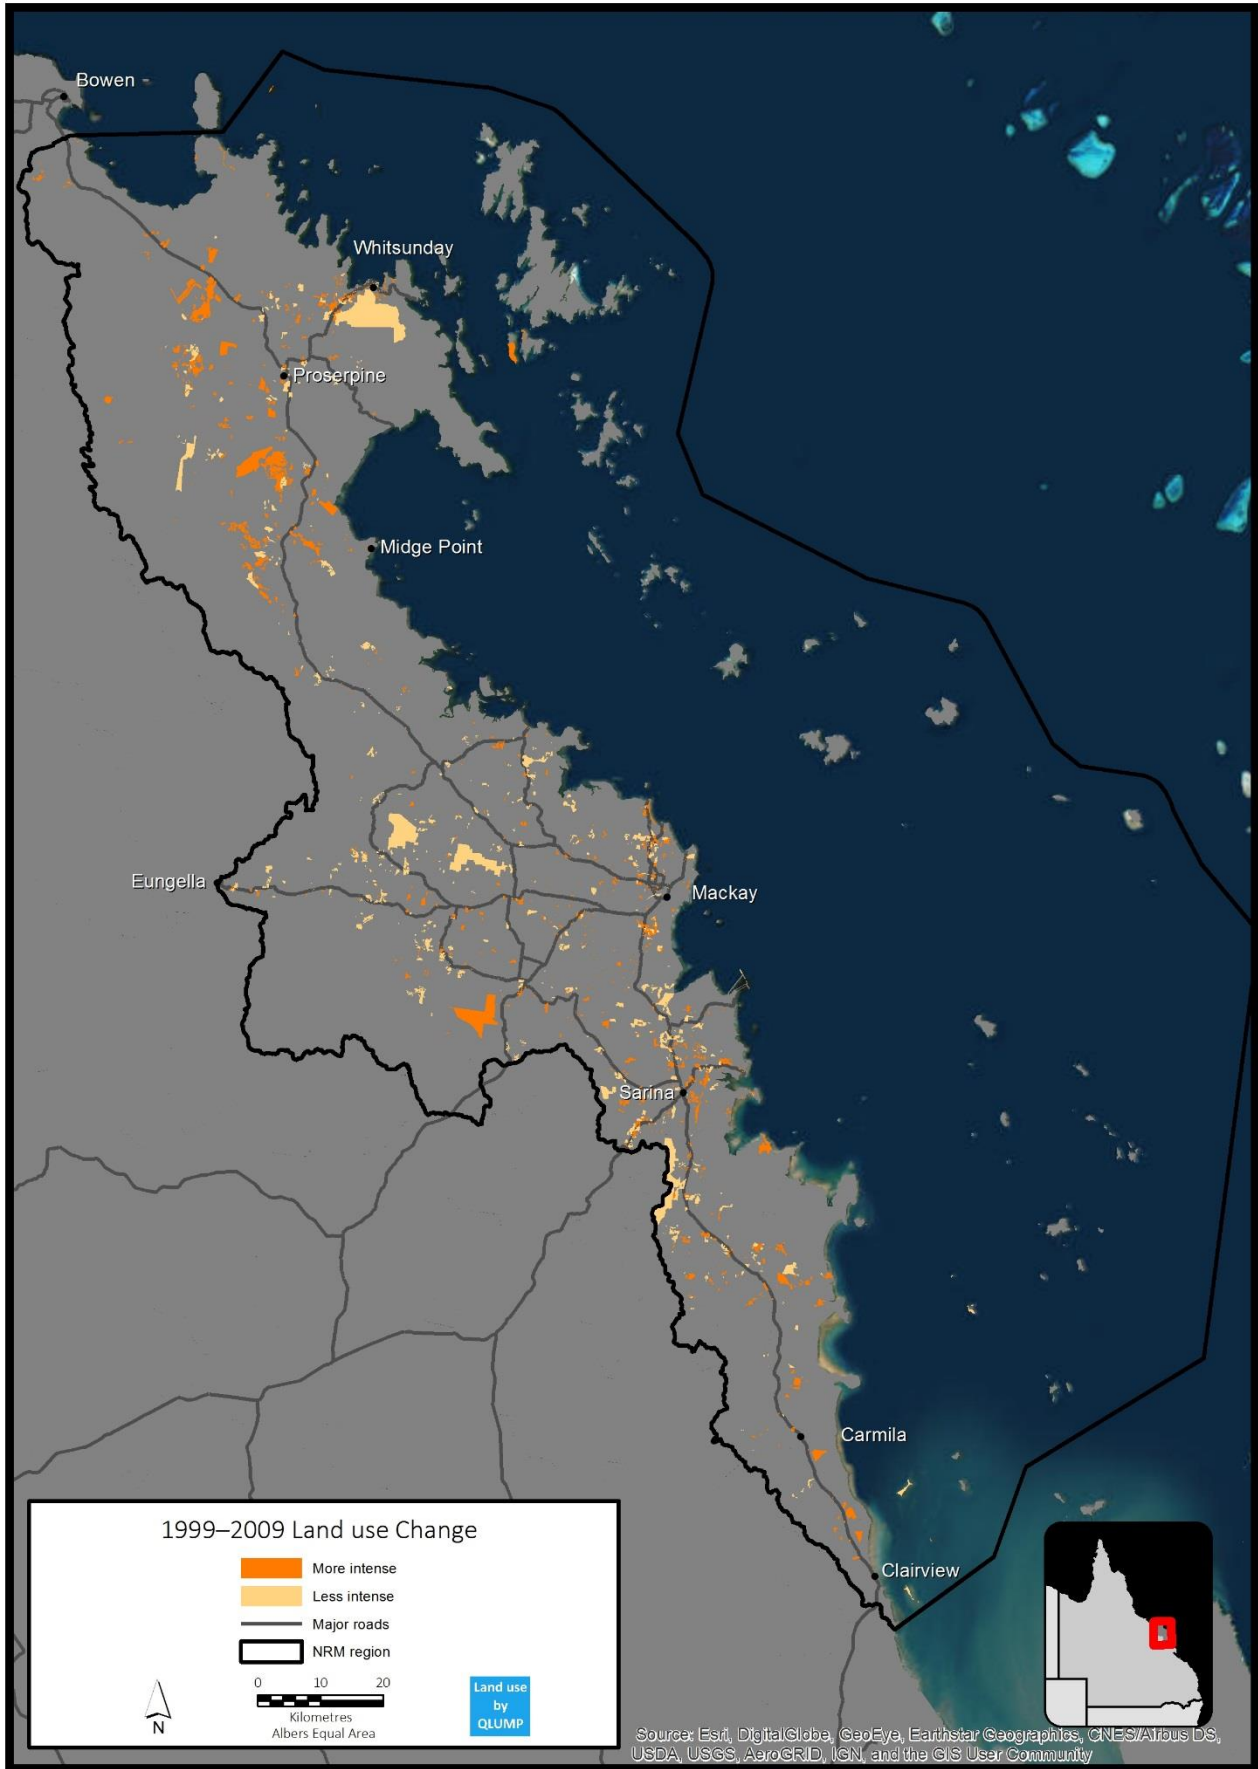 Bowen
Whitsunday
Proserpine
Midge Point
Eungella
Mackay
Sarina
Carmila
Clairview
1999–2009 Land use Change
More intense
Less intense
Major roads
NRM region
0 10 20
Kilometres
Albers Equal Area
N
Land use
by
QLUMP
Source: Esri, DigitalGlobe, GeoEye, Earthstar Geographics, CNES/Airbus DS,
USDA, USGS, AeroGRID, IGN, and the GIS User Community